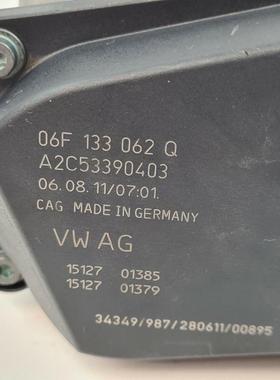 06F 133 062 Q
A2C53390403
06.08.11/07:01.
CAG MADE IN GERMANY
VW AG
15127 01385
15127 01379
34349/987/280611/00895